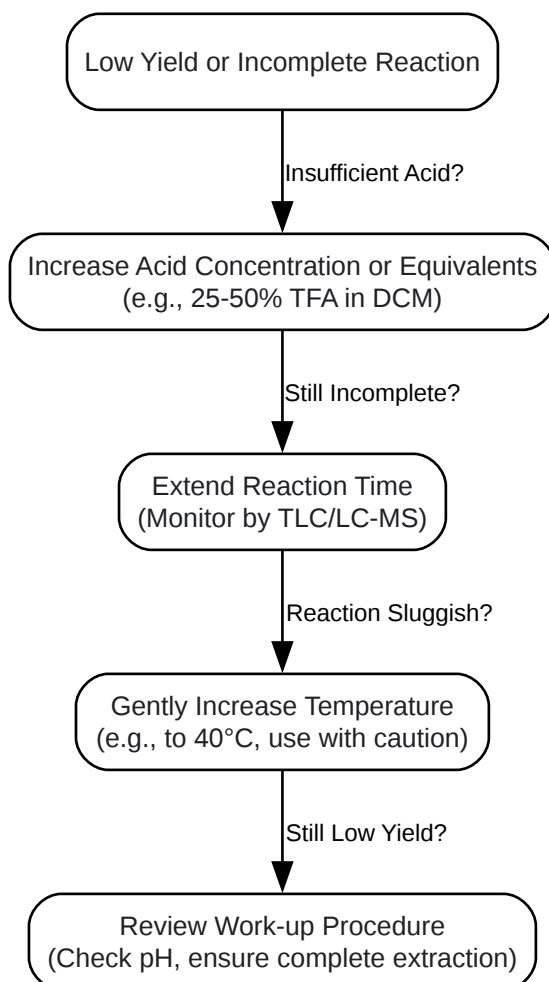 Low Yield or Incomplete Reaction
Insufficient Acid?
Increase Acid Concentration or Equivalents
(e.g., 25-50% TFA in DCM)
Still Incomplete?
Extend Reaction Time
(Monitor by TLC/LC-MS)
Reaction Sluggish?
Gently Increase Temperature
(e.g., to 40°C, use with caution)
Still Low Yield?
Review Work-up Procedure
(Check pH, ensure complete extraction)